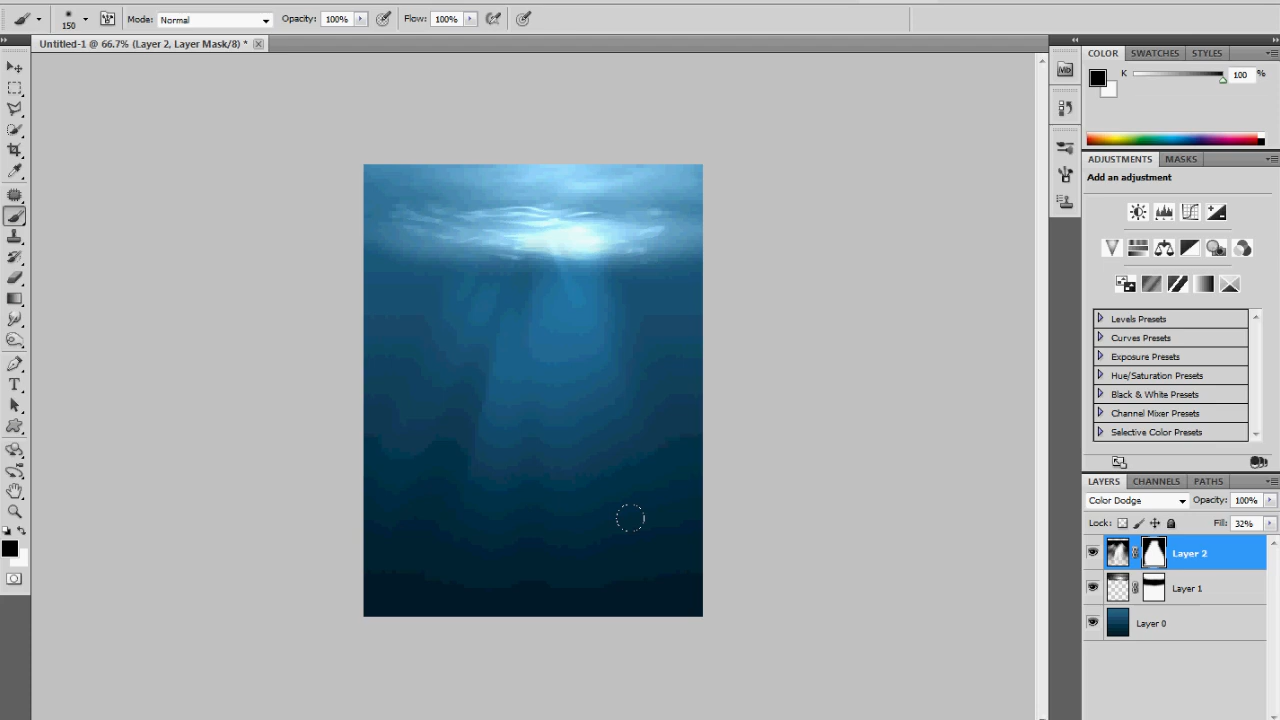 150 Mode: Normal Opacity: 100% Flow: 100%
Untitled-1 @ 66.7% (Layer 2, Layer Mask/8) *
COLOR SWATCHES STYLES
K 100 %
ADJUSTMENTS MASKS
Add an adjustment
Levels Presets
Curves Presets
Exposure Presets
Hue/Saturation Presets
Black & White Presets
Channel Mixer Presets
Selective Color Presets
LAYERS CHANNELS PATHS
Color Dodge Opacity: 100%
Lock: Fill: 32%
Layer 2
Layer 1
Layer 0